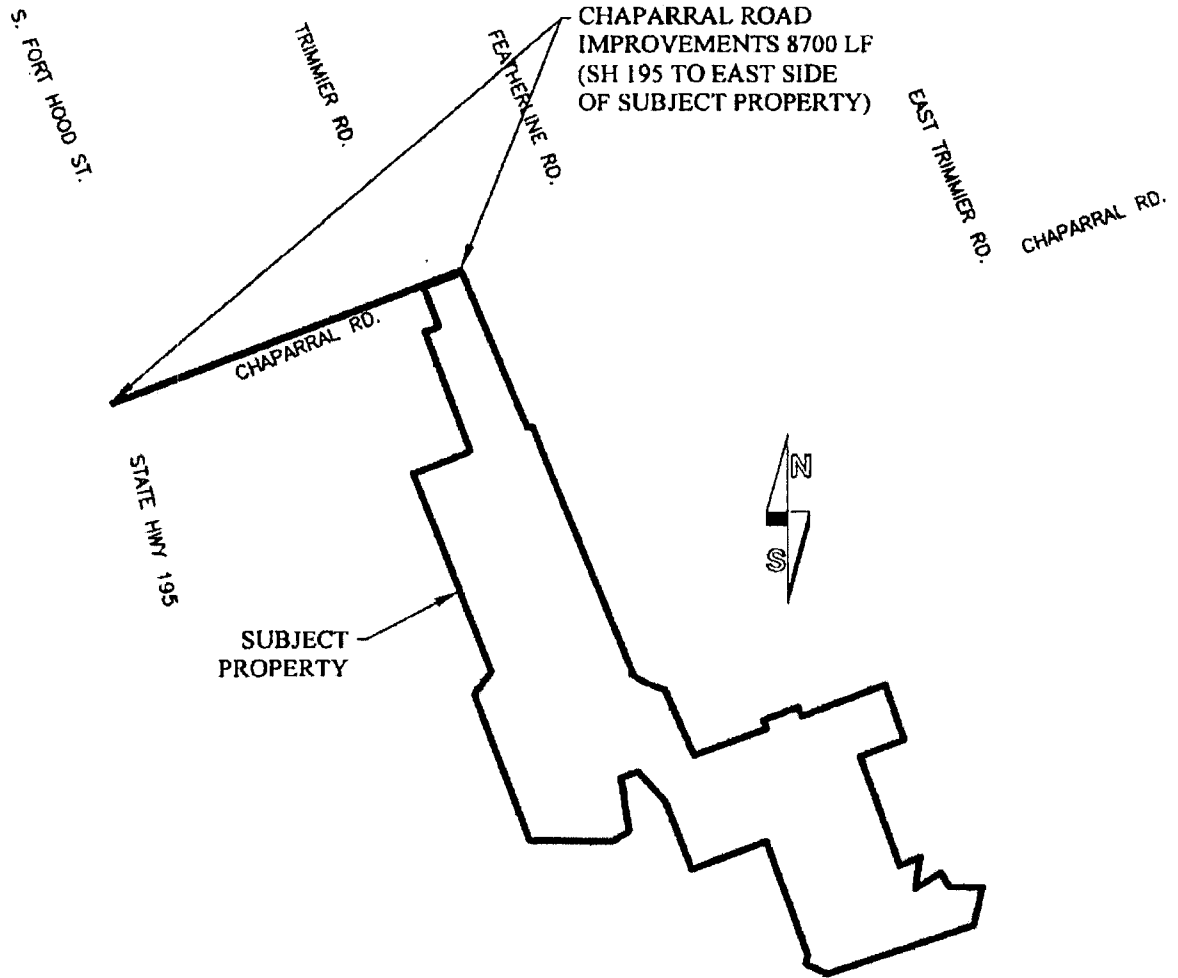 S. FORT HOOD ST.
TRIMMIER RD.
FEATHERLINE RD.
CHAPARRAL ROAD
IMPROVEMENTS 8700 LF
(SH 195 TO EAST SIDE
OF SUBJECT PROPERTY)
EAST TRIMMIER RD.
CHAPARRAL RD.
CHAPARRAL RD.
STATE HWY 195
N
S
SUBJECT
PROPERTY